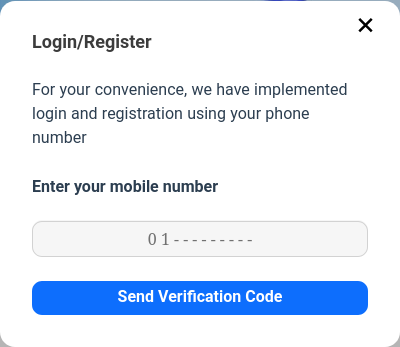 Login/Register
For your convenience, we have implemented
login and registration using your phone
number
Enter your mobile number
01---------
Send Verification Code